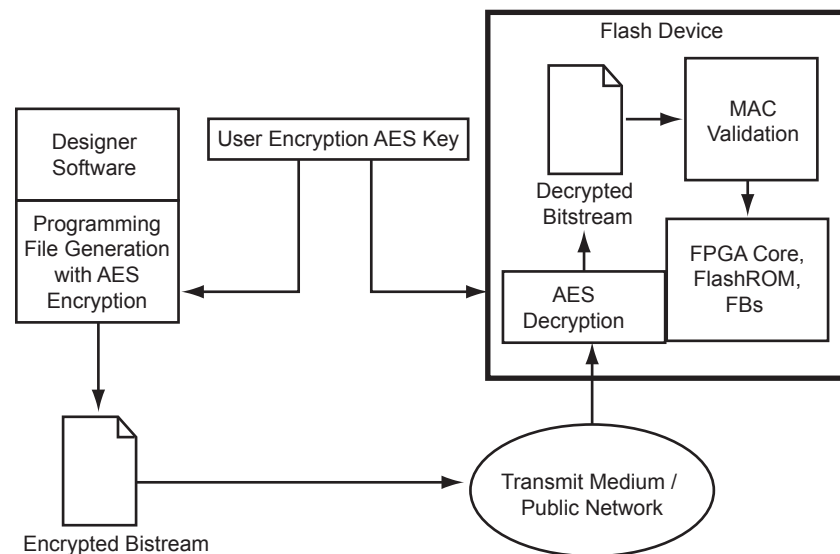 Flash Device
MAC
Validation
Designer
Software
User Encryption AES Key
Decrypted
Bitstream
Programming
File Generation
with AES
Encryption
FPGA Core,
FlashROM,
FBs
AES
Decryption
Transmit Medium /
Public Network
Encrypted Bistream